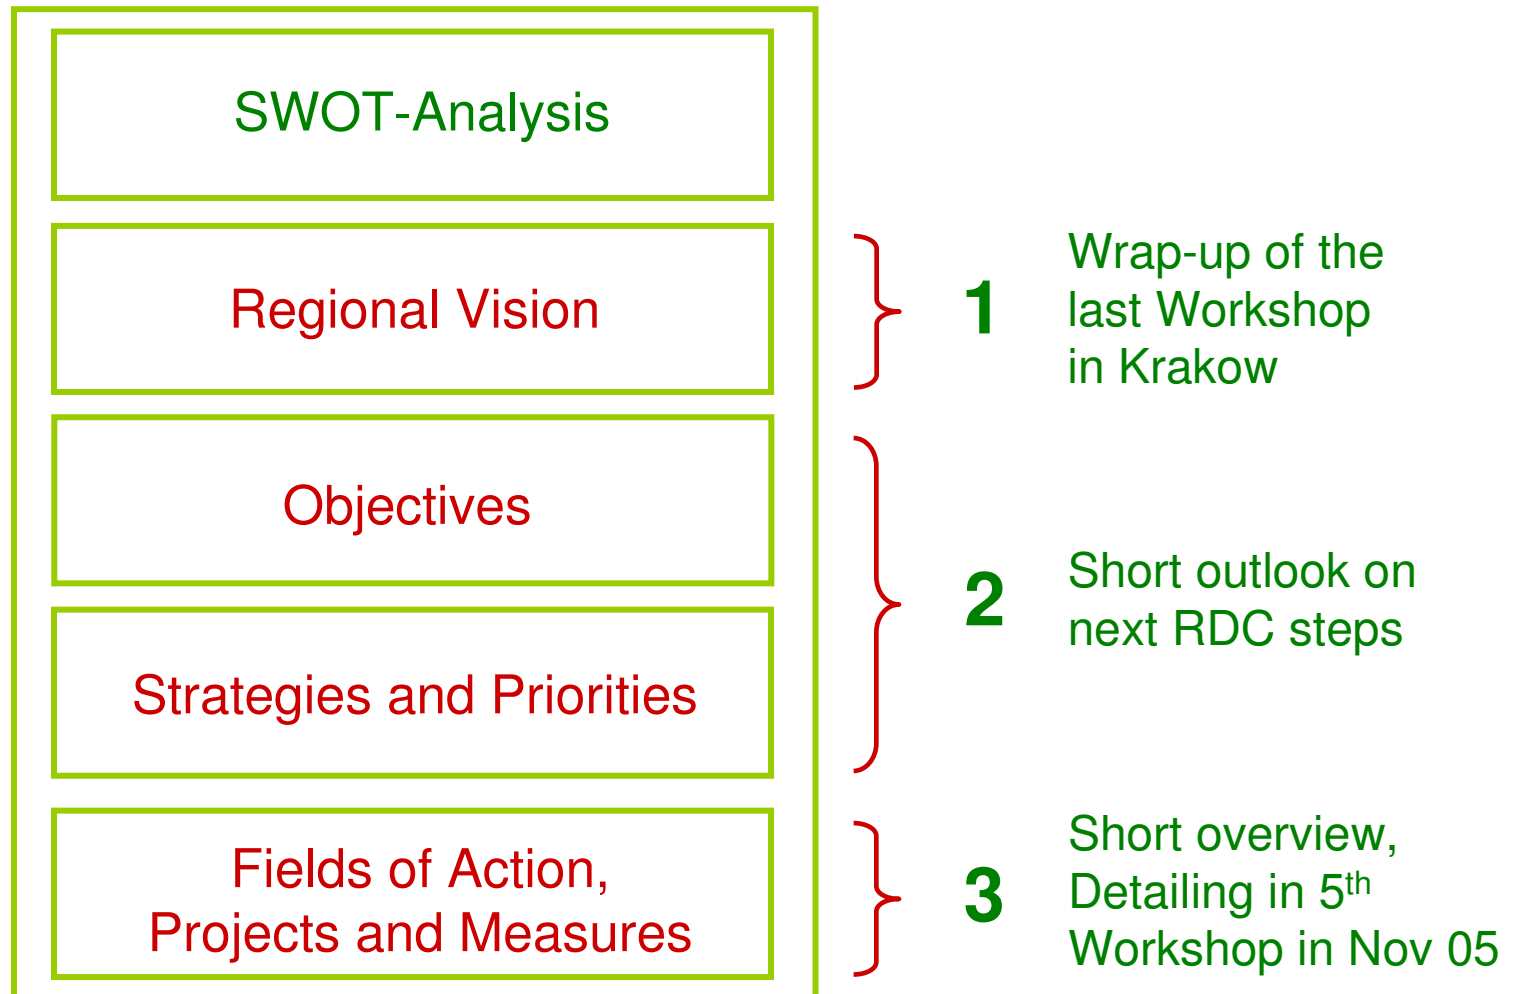 SWOT-Analysis
Regional Vision
1
Wrap-up of the
last Workshop
in Krakow
Objectives
Strategies and Priorities
2
Short outlook on
next RDC steps
Fields of Action,
Projects and Measures
3
Short overview,
Detailing in 5th
Workshop in Nov 05